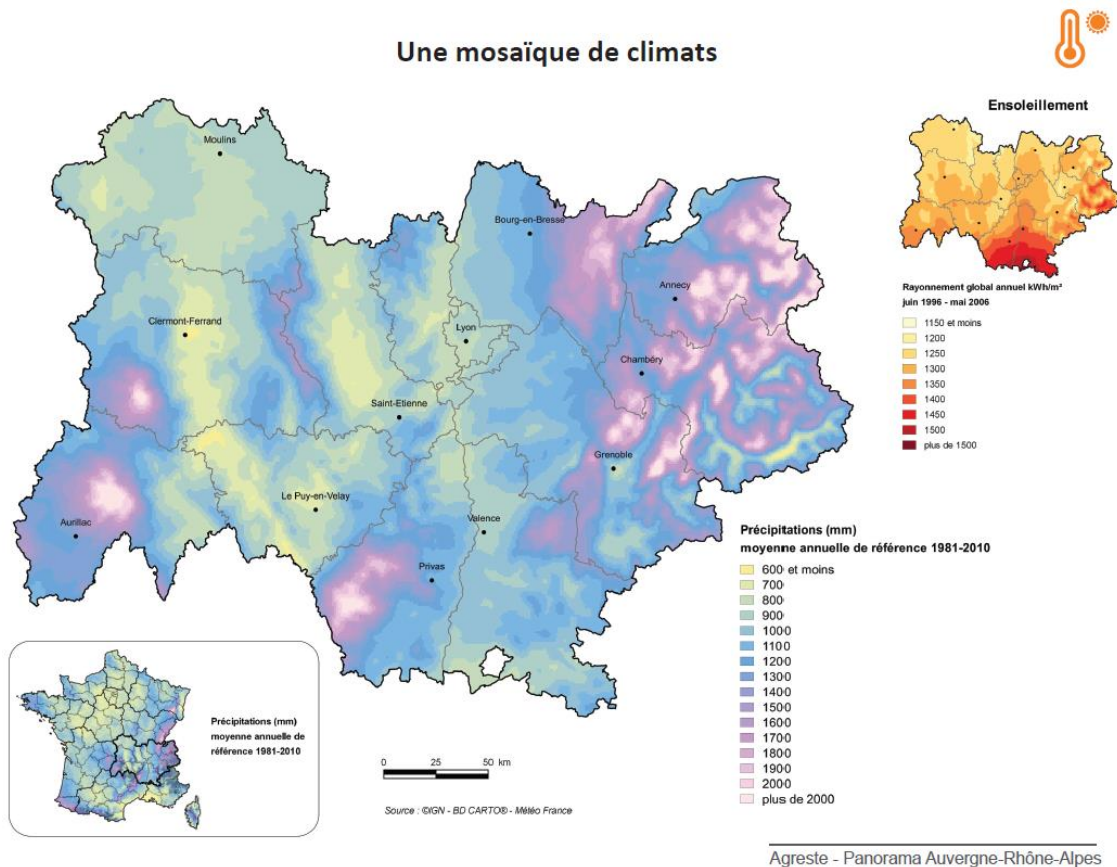 Une mosaïque de climats
Moulins
Bourg-en-Bresse
Annecy
Clermont-Ferrand
Lyon
Chambéry
Saint-Etienne
Grenoble
Le Puy-en-Velay
Aurillac
Valence
Privas
Ensoleillement
Rayonnement global annuel kWh/m²
juin 1996 - mai 2006
1150 et moins
1200
1250
1300
1350
1400
1450
1500
plus de 1500
Précipitations (mm)
moyenne annuelle de référence 1981-2010
600 et moins
700
800
900
1000
1100
1200
1300
1400
1500
1600
1700
1800
1900
2000
plus de 2000
Précipitations (mm)
moyenne annuelle de
référence 1981-2010
0 25 50 km
Source : ©IGN - BD CARTO® - Météo France
Agreste - Panorama Auvergne-Rhône-Alpes